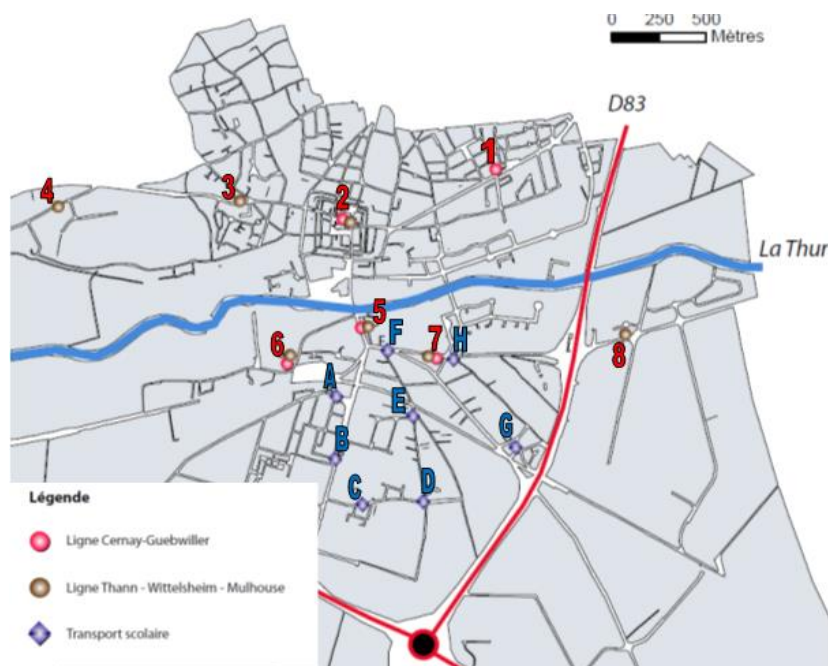 0 250 500
Mètres
D83
1
2
3
4
La Thur
5
F
7
H
8
6
A
E
G
B
C
D
Légende
Ligne Cernay-Guebwiller
Ligne Thann - Wittelsheim - Mulhouse
Transport scolaire